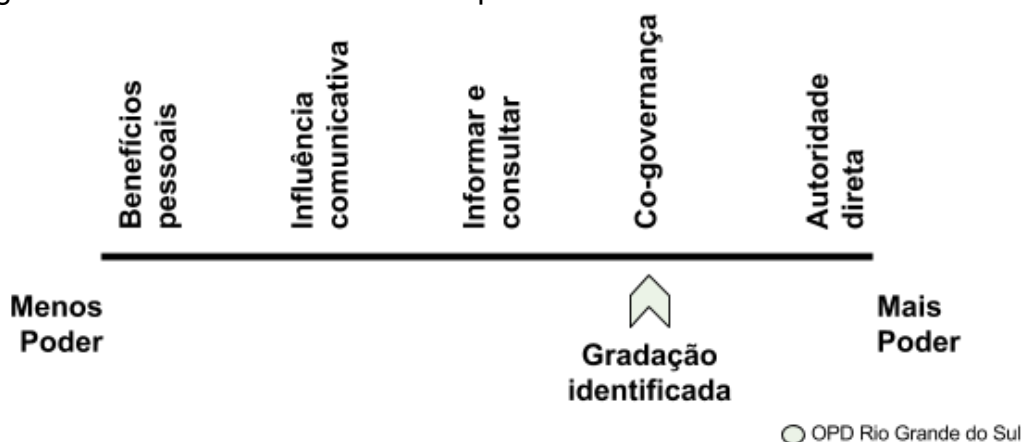 Benefícios
pessoais
Influência
comunicativa
Informar e
consultar
Co-governança
Autoridade
direta
Menos
Poder
Mais
Poder
Gradação
identificada
OPD Rio Grande do Sul